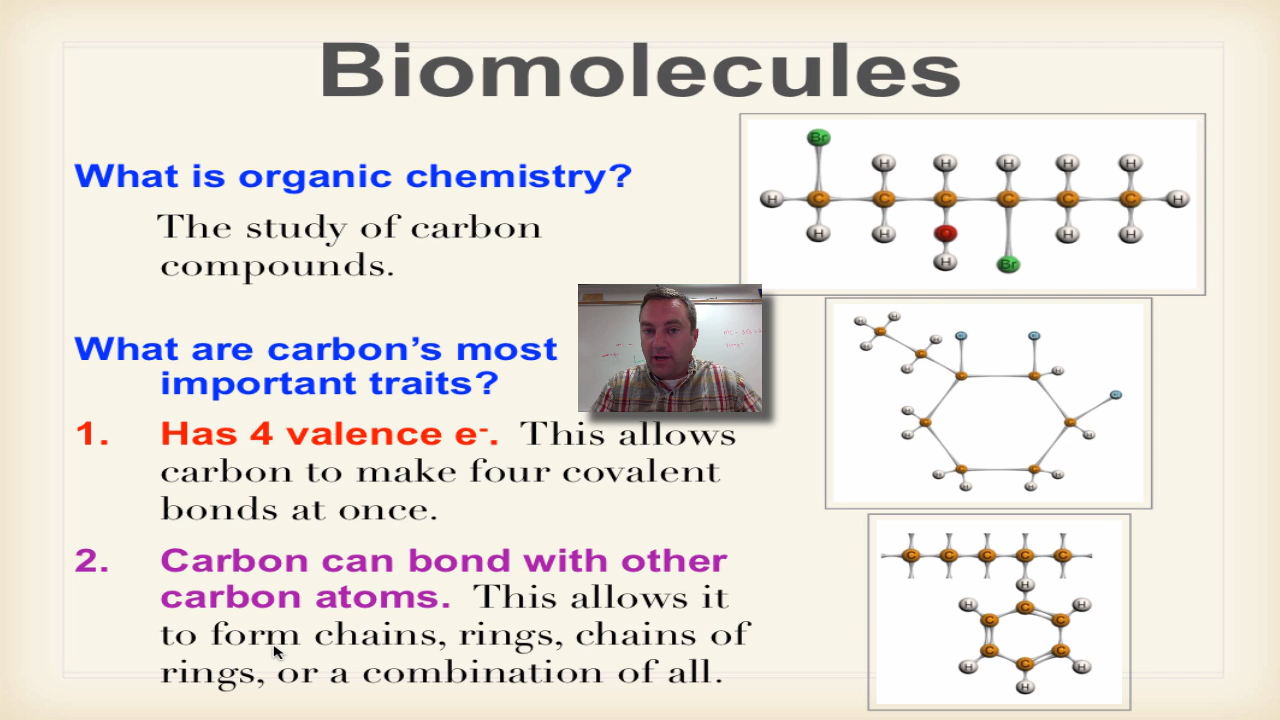 Biomolecules
What is organic chemistry?
The study of carbon
compounds.
What are carbon’s most
important traits?
1. Has 4 valence e-. This allows
carbon to make four covalent
bonds at once.
2. Carbon can bond with other
carbon atoms. This allows it
to form chains, rings, chains of
rings, or a combination of all.
Br
H H H H H
H C C C C C C H
H H H H
H Br
C C C C C
H
C
H C C H
H C C H
C
H